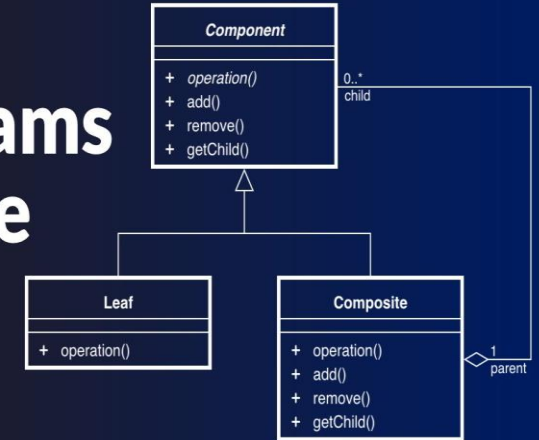 ams
e
Component
+ operation()
+ add()
+ remove()
+ getChild()
0..*
child
Leaf
+ operation()
Composite
+ operation()
+ add()
+ remove()
+ getChild()
1
parent